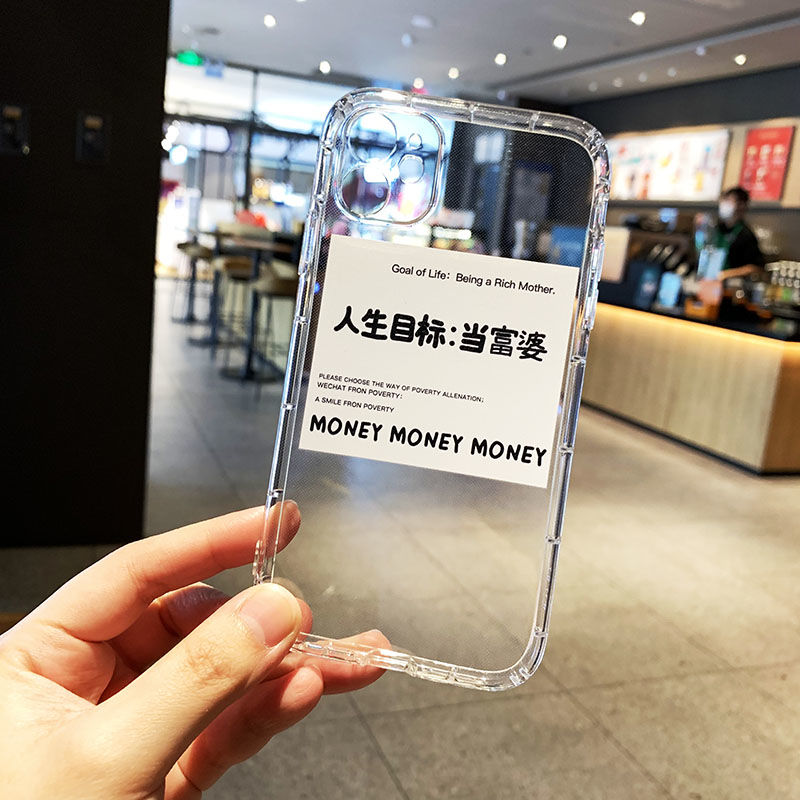 Goal of Life: Being a Rich Mother.
人生目标:当富婆
PLEASE CHOOSE THE WAY OF POVERTY ALLENATION:
WECHAT FRON POVERTY:
A SMILE FRON POVERTY
MONEY MONEY MONEY